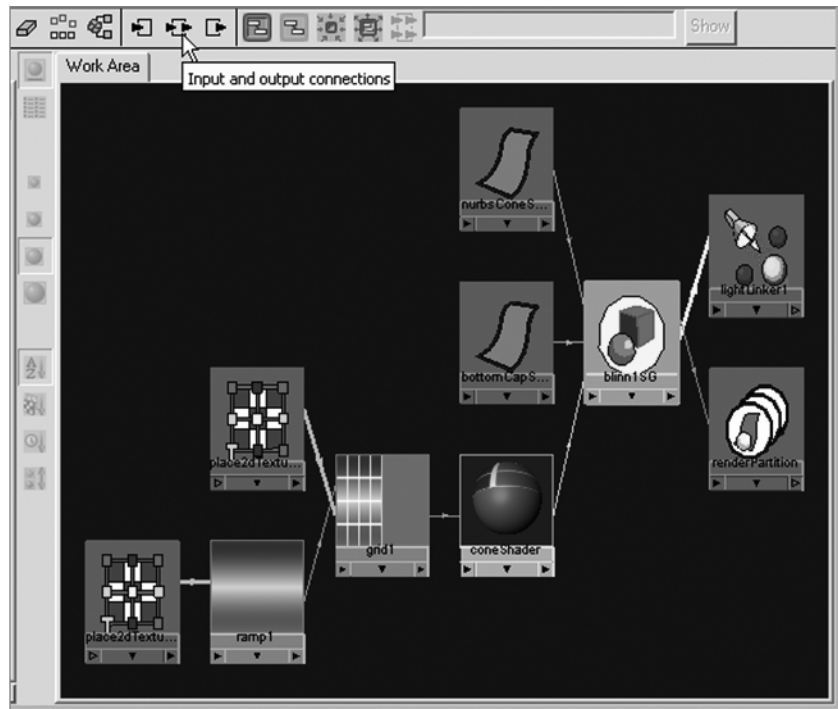 Show
Work Area
Input and output connections
nurbsConeS...
lightLinker1
bottomCapS...
blinn1SG
place2dTextu...
renderPartition
grid1
coneShader
place2dTextu...
ramp1